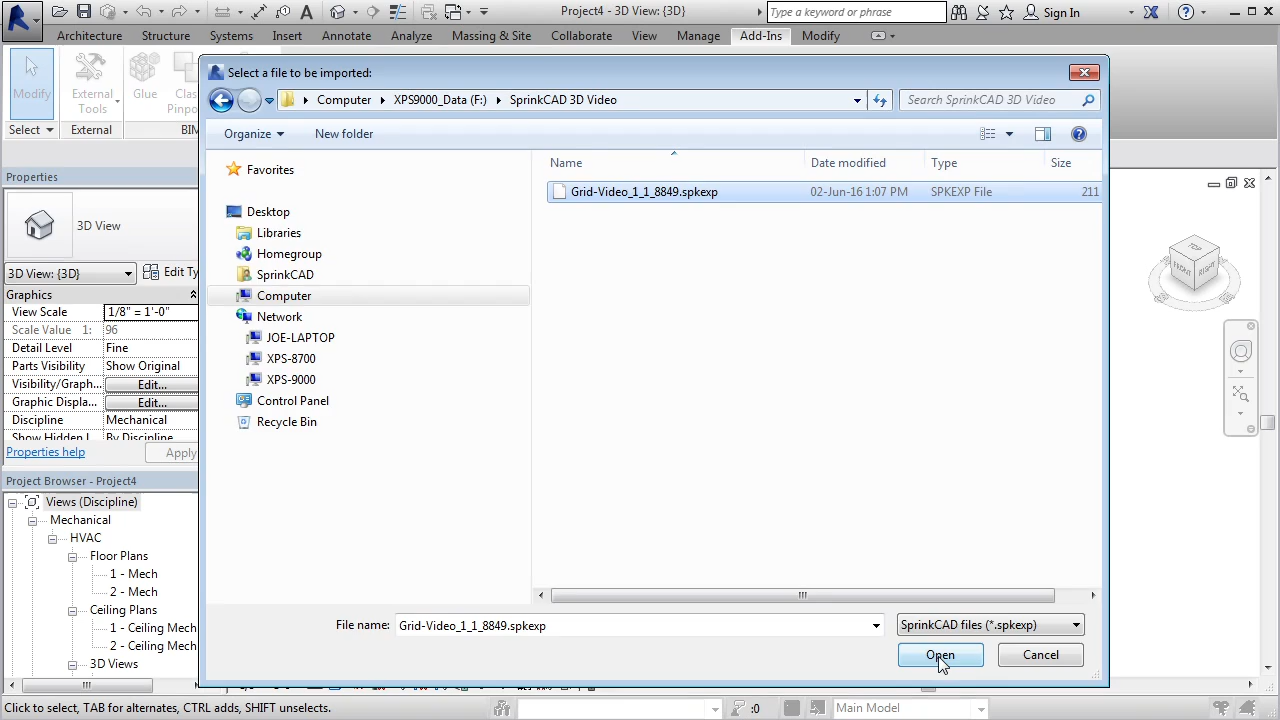 Project4 - 3D View: {3D}
Type a keyword or phrase
Sign In
Architecture Structure Systems Insert Annotate Analyze Massing & Site Collaborate View Manage Add-Ins Modify
Modify
External
Tools
Glue
Pinpo
Select
External
Select a file to be imported:
Computer XPS9000_Data (F:) SprinkCAD 3D Video
Search SprinkCAD 3D Video
Organize New folder
Properties
3D View
3D View: {3D}
Graphics
View Scale 1/8" = 1'-0"
Scale Value 1: 96
Detail Level Fine
Parts Visibility Show Original
Visibility/Graph... Edit...
Graphic Displa... Edit...
Discipline Mechanical
By Discipline
Properties help Apply
Project Browser - Project4
Views (Discipline)
Mechanical
HVAC
Floor Plans
1 - Mech
2 - Mech
Ceiling Plans
1 - Ceiling Mech
2 - Ceiling Mech
3D Views
Favorites
Desktop
Libraries
Homegroup
SprinkCAD
Computer
Network
JOE-LAPTOP
XPS-8700
XPS-9000
Control Panel
Recycle Bin
Name Date modified Type Size
Grid-Video_1_1_8849.spkexp 02-Jun-16 1:07 PM SPKEXP File 211
File name: Grid-Video_1_1_8849.spkexp
SprinkCAD files (*.spkexp)
Open Cancel
TOP
FRONT RIGHT
Click to select, TAB for alternates, CTRL adds, SHIFT unselects.
:0
Main Model